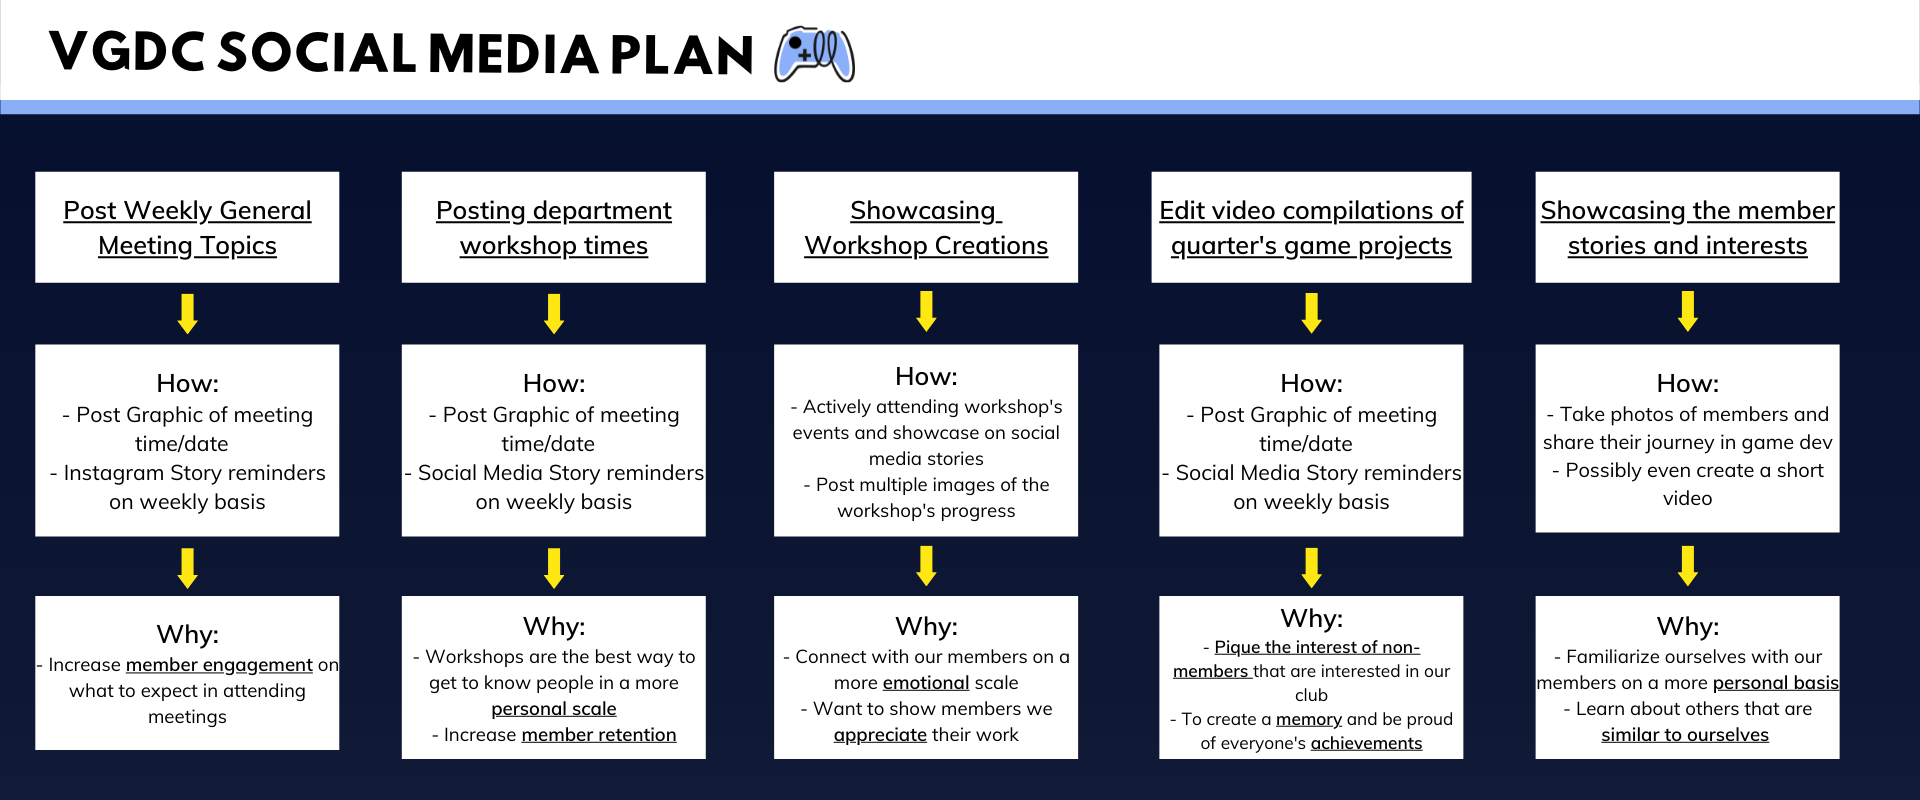 VGDC SOCIAL MEDIA PLAN
Post Weekly General
Meeting Topics
How:
- Post Graphic of meeting
time/date
- Instagram Story reminders
on weekly basis
Why:
- Increase member engagement on
what to expect in attending
meetings
Posting department
workshop times
How:
- Post Graphic of meeting
time/date
- Social Media Story reminders
on weekly basis
Why:
- Workshops are the best way to
get to know people in a more
personal scale
- Increase member retention
Showcasing
Workshop Creations
How:
- Actively attending workshop's
events and showcase on social
media stories
- Post multiple images of the
workshop's progress
Why:
- Connect with our members on a
more emotional scale
- Want to show members we
appreciate their work
Edit video compilations of
quarter's game projects
How:
- Post Graphic of meeting
time/date
- Social Media Story reminders
on weekly basis
Why:
- Pique the interest of non-
members that are interested in our
club
- To create a memory and be proud
of everyone's achievements
Showcasing the member
stories and interests
How:
- Take photos of members and
share their journey in game dev
- Possibly even create a short
video
Why:
- Familiarize ourselves with our
members on a more personal basis
- Learn about others that are
similar to ourselves